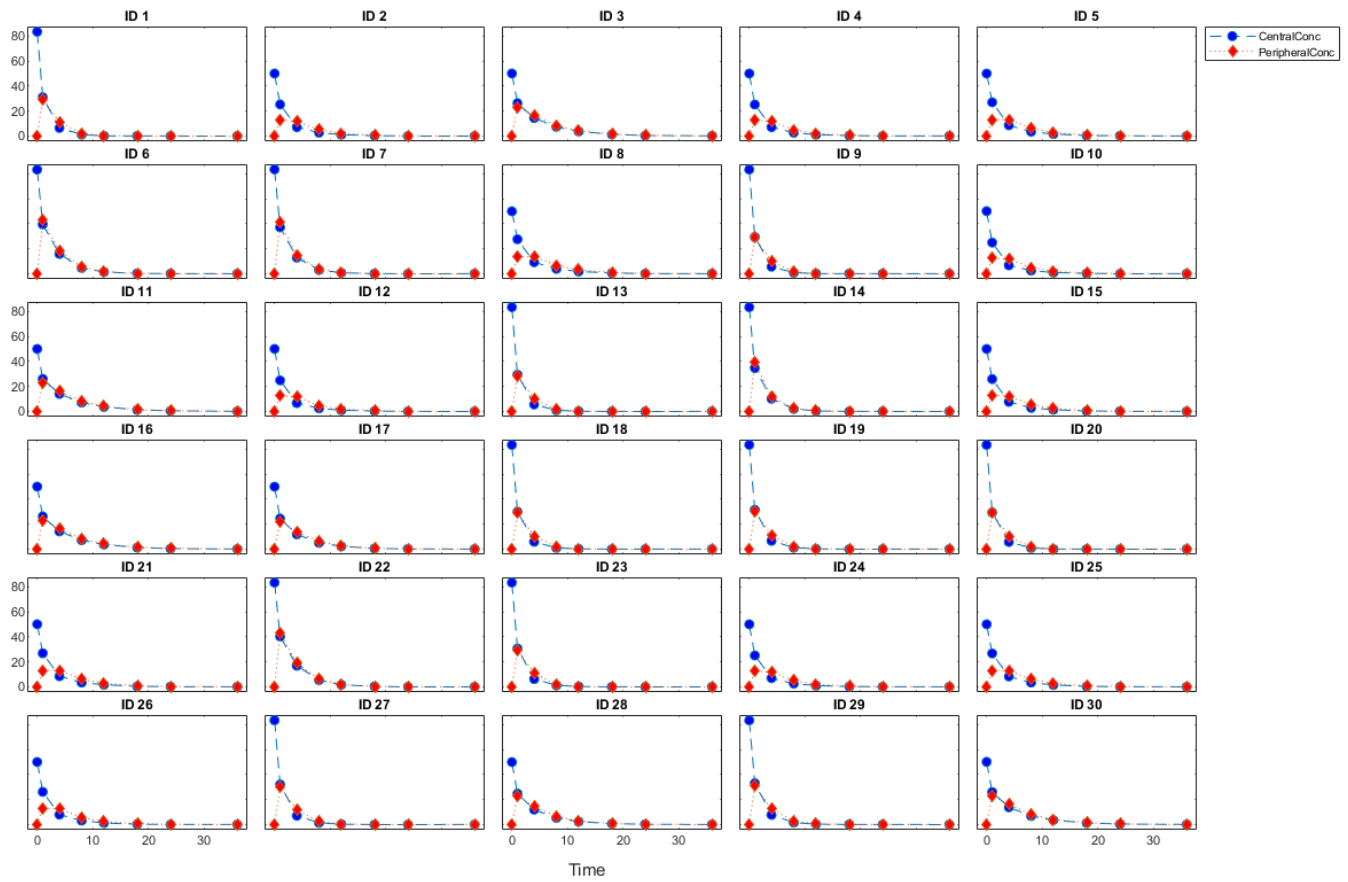 ID 1 ID 2 ID 3 ID 4 ID 5
CentralConc
PeripheralConc
80
60
40
20
0
ID 6 ID 7 ID 8 ID 9 ID 10
ID 11 ID 12 ID 13 ID 14 ID 15
80
60
40
20
0
ID 16 ID 17 ID 18 ID 19 ID 20
ID 21 ID 22 ID 23 ID 24 ID 25
80
60
40
20
0
ID 26 ID 27 ID 28 ID 29 ID 30
0 10 20 30 0 10 20 30 0 10 20 30
Time